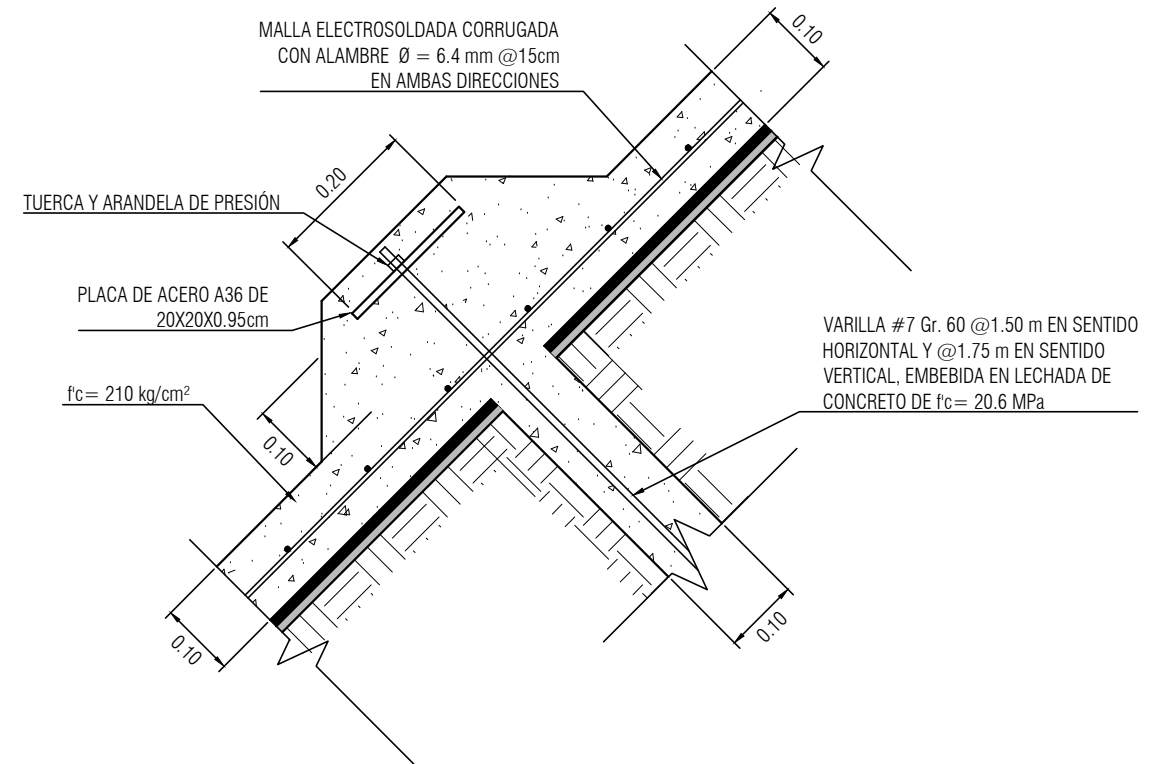 MALLA ELECTROSOLDADA CORRUGADA
CON ALAMBRE Ø = 6.4 mm @15cm
EN AMBAS DIRECCIONES
0.10
0.20
TUERCA Y ARANDELA DE PRESIÓN
PLACA DE ACERO A36 DE
20X20X0.95cm
VARILLA #7 Gr. 60 @1.50 m EN SENTIDO
HORIZONTAL Y @1.75 m EN SENTIDO
VERTICAL, EMBEBIDA EN LECHADA DE
CONCRETO DE f'c= 20.6 MPa
f'c= 210 kg/cm²
0.10
0.10
0.10